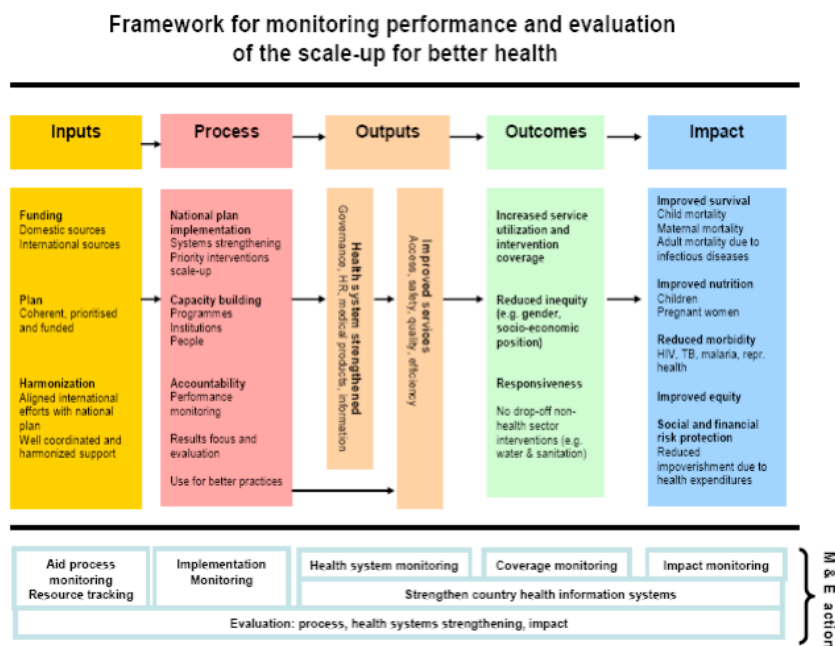 Framework for monitoring performance and evaluation
of the scale-up for better health
Inputs
Process
Outputs
Outcomes
Impact
Funding
Domestic sources
International sources
Plan
Coherent, prioritised
and funded
Harmonization
Aligned international
efforts with national
plan
Well coordinated and
harmonized support
National plan
implementation
Systems strengthening
Priority interventions
scale-up
Capacity building
Programmes
Institutions
People
Accountability
Performance
monitoring
Results focus and
evaluation
Use for better practices
Health system strengthened
Governance, HR, medical products, information
Improved services
Access, safety, quality, efficiency
Increased service
utilization and
intervention
coverage
Reduced inequity
(e.g. gender,
socio-economic
position)
Responsiveness
No drop-off non-
health sector
interventions (e.g.
water & sanitation)
Improved survival
Child mortality
Maternal mortality
Adult mortality due to
infectious diseases
Improved nutrition
Children
Pregnant women
Reduced morbidity
HIV, TB, malaria, repr.
health
Improved equity
Social and financial
risk protection
Reduced
impoverishment due to
health expenditures
Aid process
monitoring
Resource tracking
Implementation
Monitoring
Health system monitoring
Coverage monitoring
Impact monitoring
Strengthen country health information systems
Evaluation: process, health systems strengthening, impact
M & E action